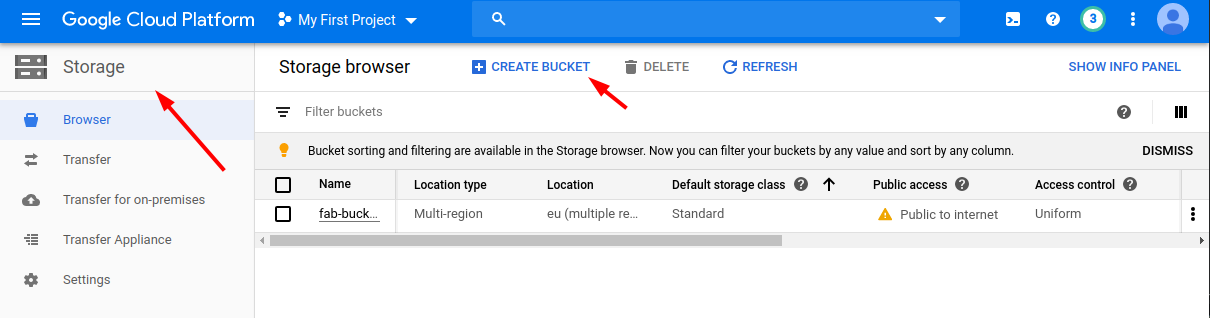 Google Cloud Platform My First Project 3
Storage Storage browser CREATE BUCKET DELETE REFRESH SHOW INFO PANEL
Browser Filter buckets
Transfer Bucket sorting and filtering are available in the Storage browser. Now you can filter your buckets by any value and sort by any column. DISMISS
Name Location type Location Default storage class Public access Access control
Transfer for on-premises fab-buck... Multi-region eu (multiple re... Standard Public to internet Uniform
Transfer Appliance
Settings